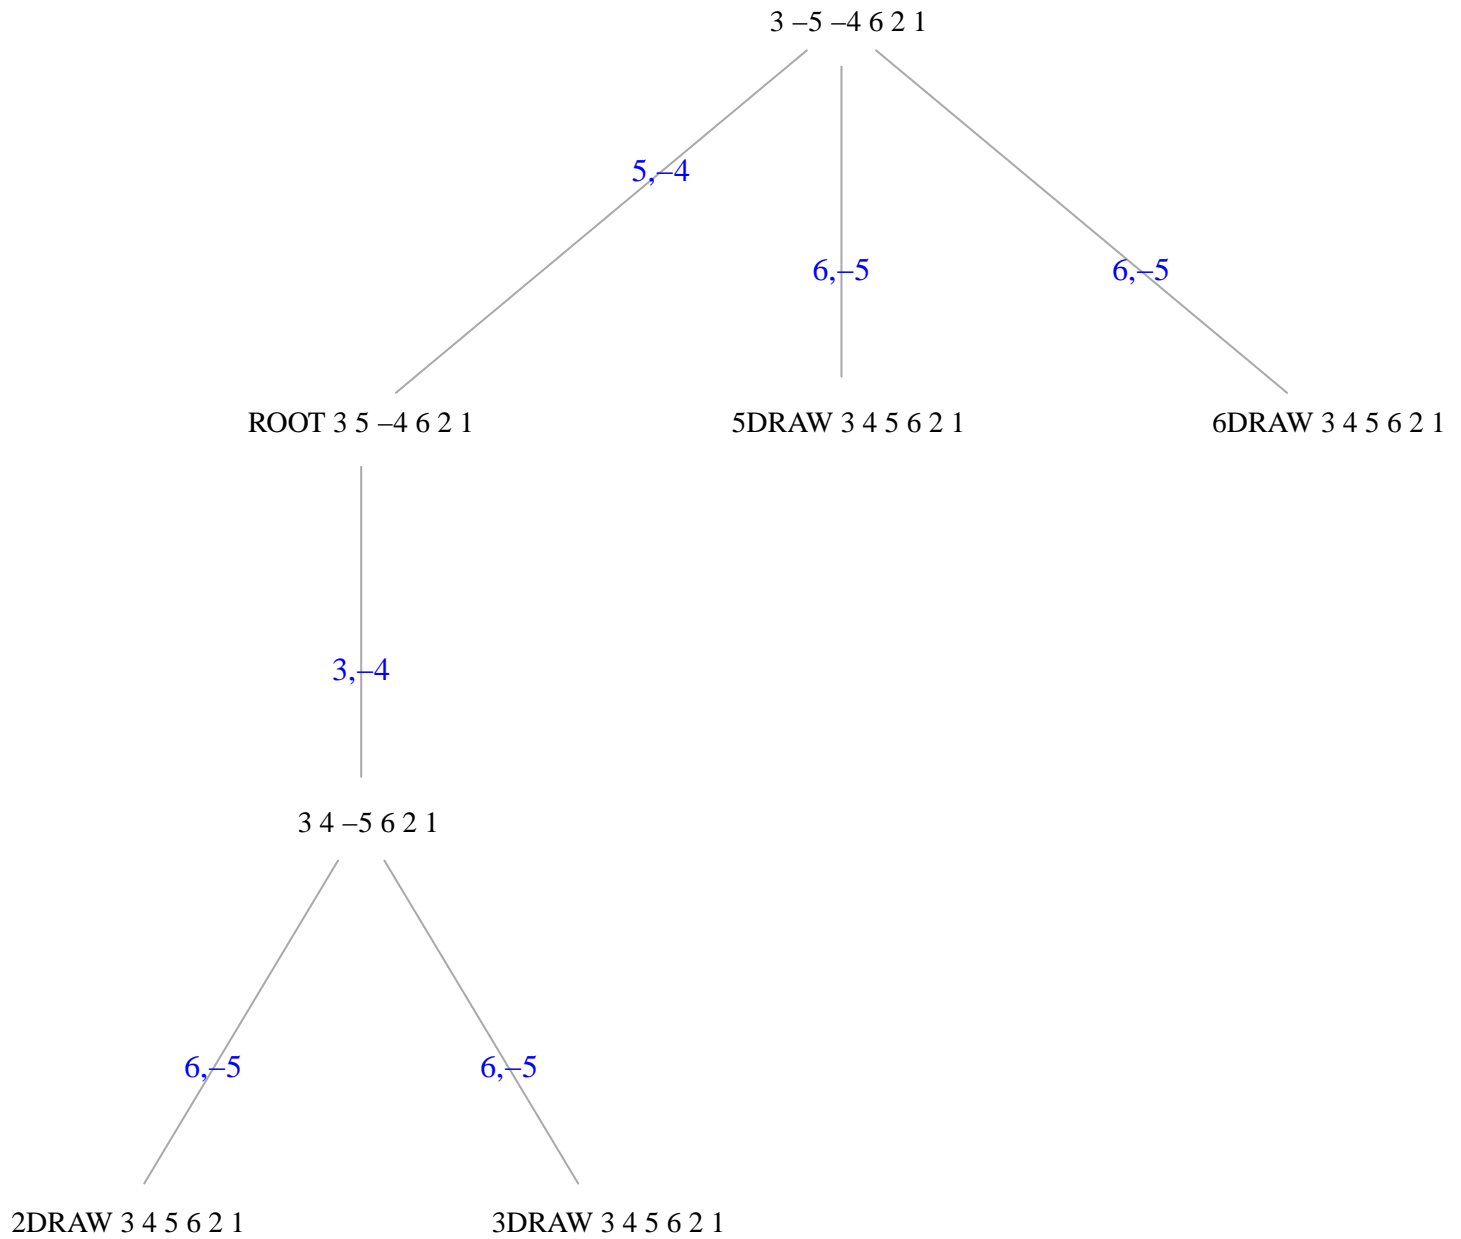 3 –5 –4 6 2 1
5,–4
6,–5
6,–5
ROOT 3 5 –4 6 2 1
5DRAW 3 4 5 6 2 1
6DRAW 3 4 5 6 2 1
3,–4
3 4 –5 6 2 1
6,–5
6,–5
2DRAW 3 4 5 6 2 1
3DRAW 3 4 5 6 2 1